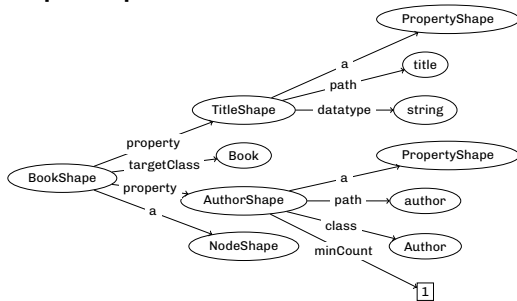 PropertyShape
a
title
path
TitleShape
datatype
string
property
targetClass
Book
PropertyShape
BookShape
property
a
AuthorShape
path
author
a
class
NodeShape
Author
minCount
1